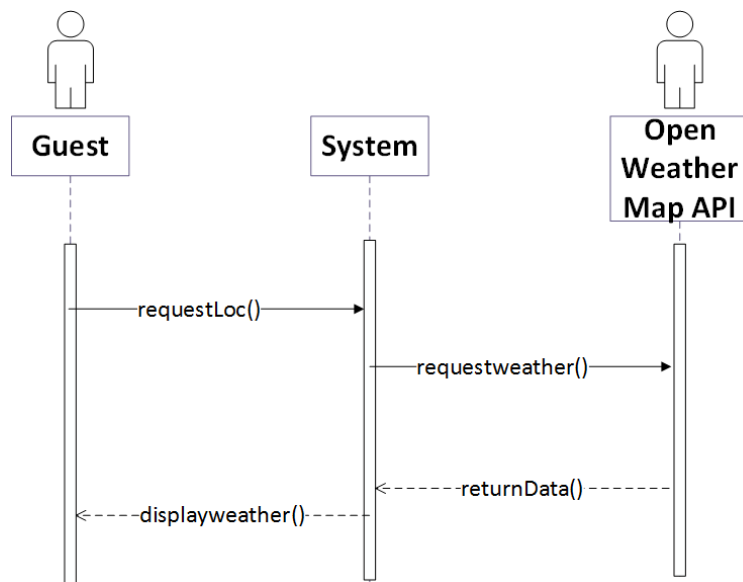 Guest
System
Open
Weather
Map API
requestLoc()
requestweather()
returnData()
displayweather()